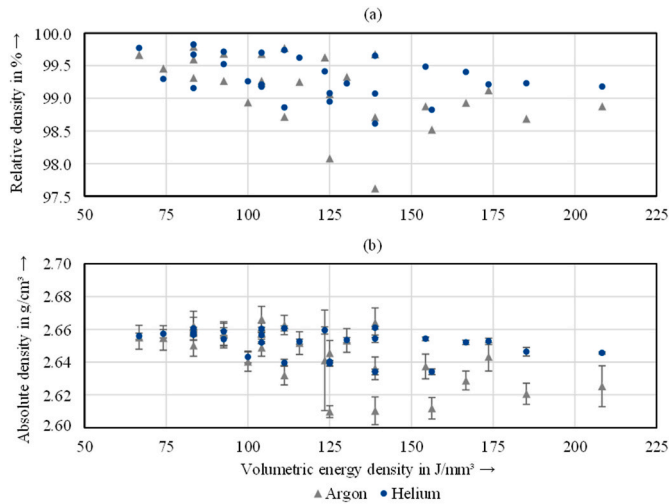 (a)
Relative density in % →
100.0
99.5
99.0
98.5
98.0
97.5
50 75 100 125 150 175 200 225
(b)
Absolute density in g/cm³ →
2.70
2.68
2.66
2.64
2.62
2.60
50 75 100 125 150 175 200 225
Volumetric energy density in J/mm³ →
Argon Helium